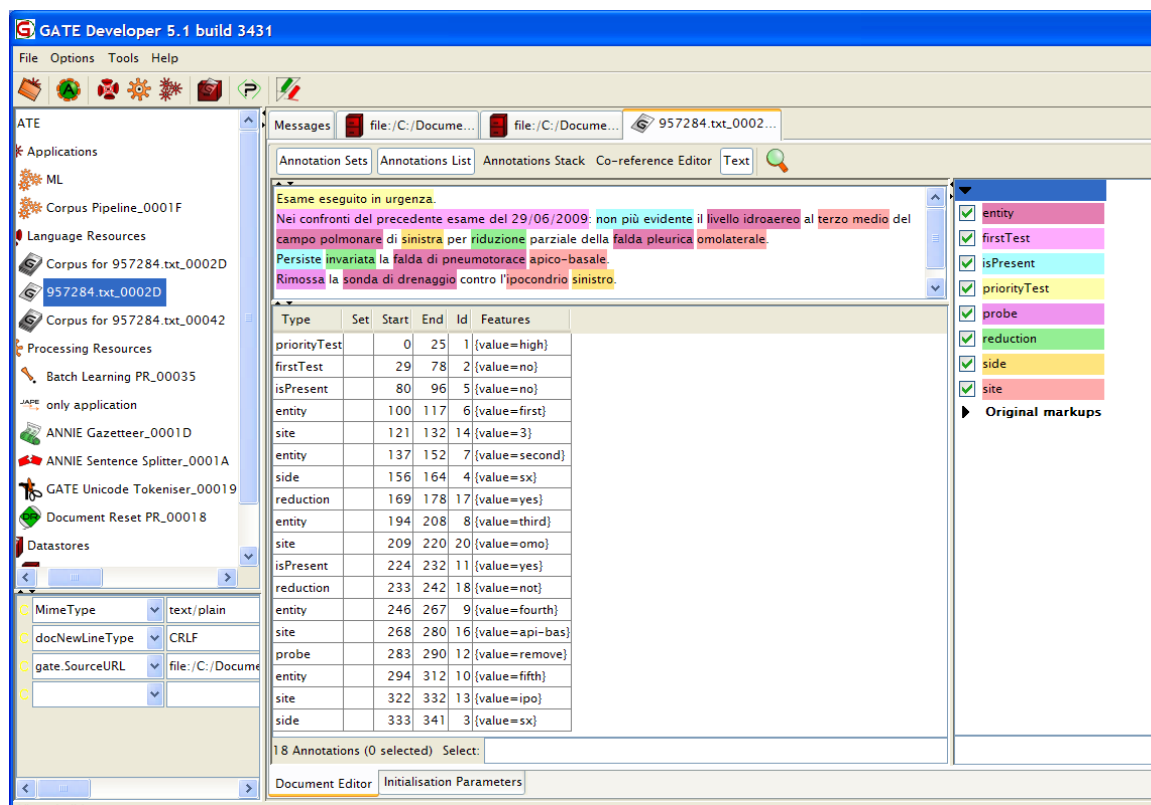 GATE Developer 5.1 build 3431
File Options Tools Help
ATE
Applications
ML
Corpus Pipeline_0001F
Language Resources
Corpus for 957284.txt_0002D
957284.txt_0002D
Corpus for 957284.txt_00042
Processing Resources
Batch Learning PR_00035
JAPE only application
ANNIE Gazetteer_0001D
ANNIE Sentence Splitter_0001A
GATE Unicode Tokeniser_00019
Document Reset PR_00018
Datastores
C MimeType text/plain
C docNewLineType CRLF
C gate.SourceURL file:/C:/Docume
C
Messages file:/C:/Docume... file:/C:/Docume... 957284.txt_0002...
Annotation Sets Annotations List Annotations Stack Co-reference Editor Text
Esame eseguito in urgenza.
Nei confronti del precedente esame del 29/06/2009: non più evidente il livello idroaereo al terzo medio del
campo polmonare di sinistra per riduzione parziale della falda pleurica omolaterale.
Persiste invariata la falda di pneumotorace apico-basale.
Rimossa la sonda di drenaggio contro l'ipocondrio sinistro.
Type Set Start End Id Features
priorityTest 0 25 1 {value=high}
firstTest 29 78 2 {value=no}
isPresent 80 96 5 {value=no}
entity 100 117 6 {value=first}
site 121 132 14 {value=3}
entity 137 152 7 {value=second}
side 156 164 4 {value=sx}
reduction 169 178 17 {value=yes}
entity 194 208 8 {value=third}
site 209 220 20 {value=omo}
isPresent 224 232 11 {value=yes}
reduction 233 242 18 {value=not}
entity 246 267 9 {value=fourth}
site 268 280 16 {value=api-bas}
probe 283 290 12 {value=remove}
entity 294 312 10 {value=fifth}
site 322 332 13 {value=ipo}
side 333 341 3 {value=sx}
18 Annotations (0 selected) Select:
Document Editor Initialisation Parameters
entity
firstTest
isPresent
priorityTest
probe
reduction
side
site
Original markups